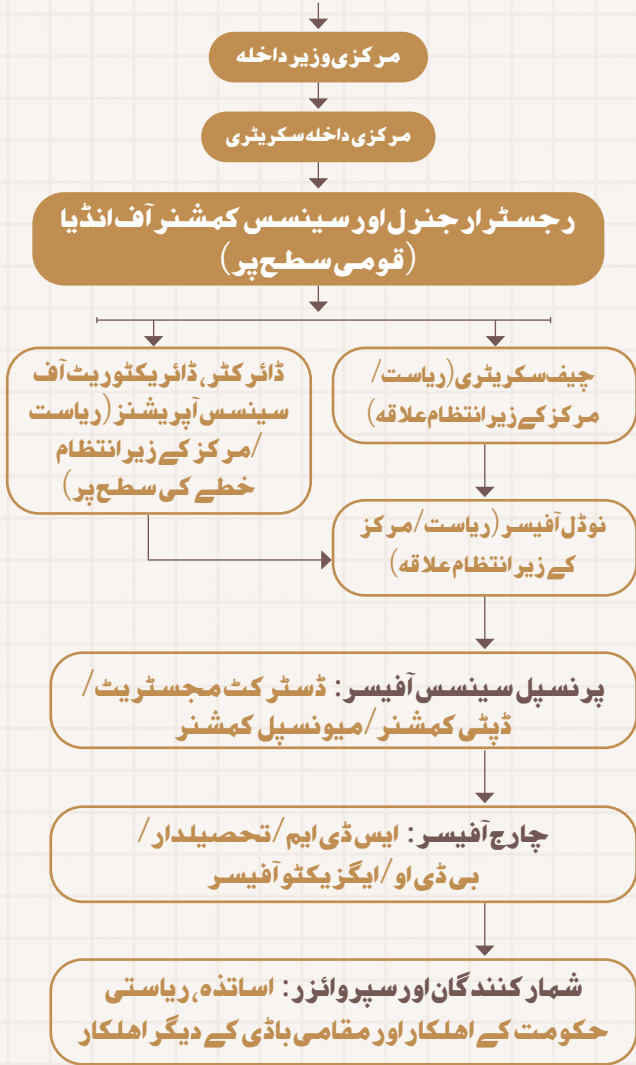 مرکزی وزیر داخلہ
مرکزی داخلہ سکریٹری
رجسٹرار جنرل اور سینسس کمشنر آف انڈیا
(قومی سطح پر)
چیف سکریٹری (ریاست/
مرکز کے زیر انتظام علاقہ)
ڈائرکٹر، ڈائریکٹوریٹ آف
سینسس آپریشنز (ریاست
/مرکز کے زیر انتظام
خطے کی سطح پر)
نوڈل آفیسر (ریاست/مرکز
کے زیر انتظام علاقہ)
پرنسپل سینسس آفیسر: ڈسٹرکٹ مجسٹریٹ/
ڈپٹی کمشنر/میونسپل کمشنر
چارج آفیسر: ایس ڈی ایم/تحصیلدار/
بی ڈی او/ایگزیکٹو آفیسر
شمار کنندگان اور سپروائزر: اساتذہ، ریاستی
حکومت کے اهلکار اور مقامی باڈی کے دیگر اهلکار